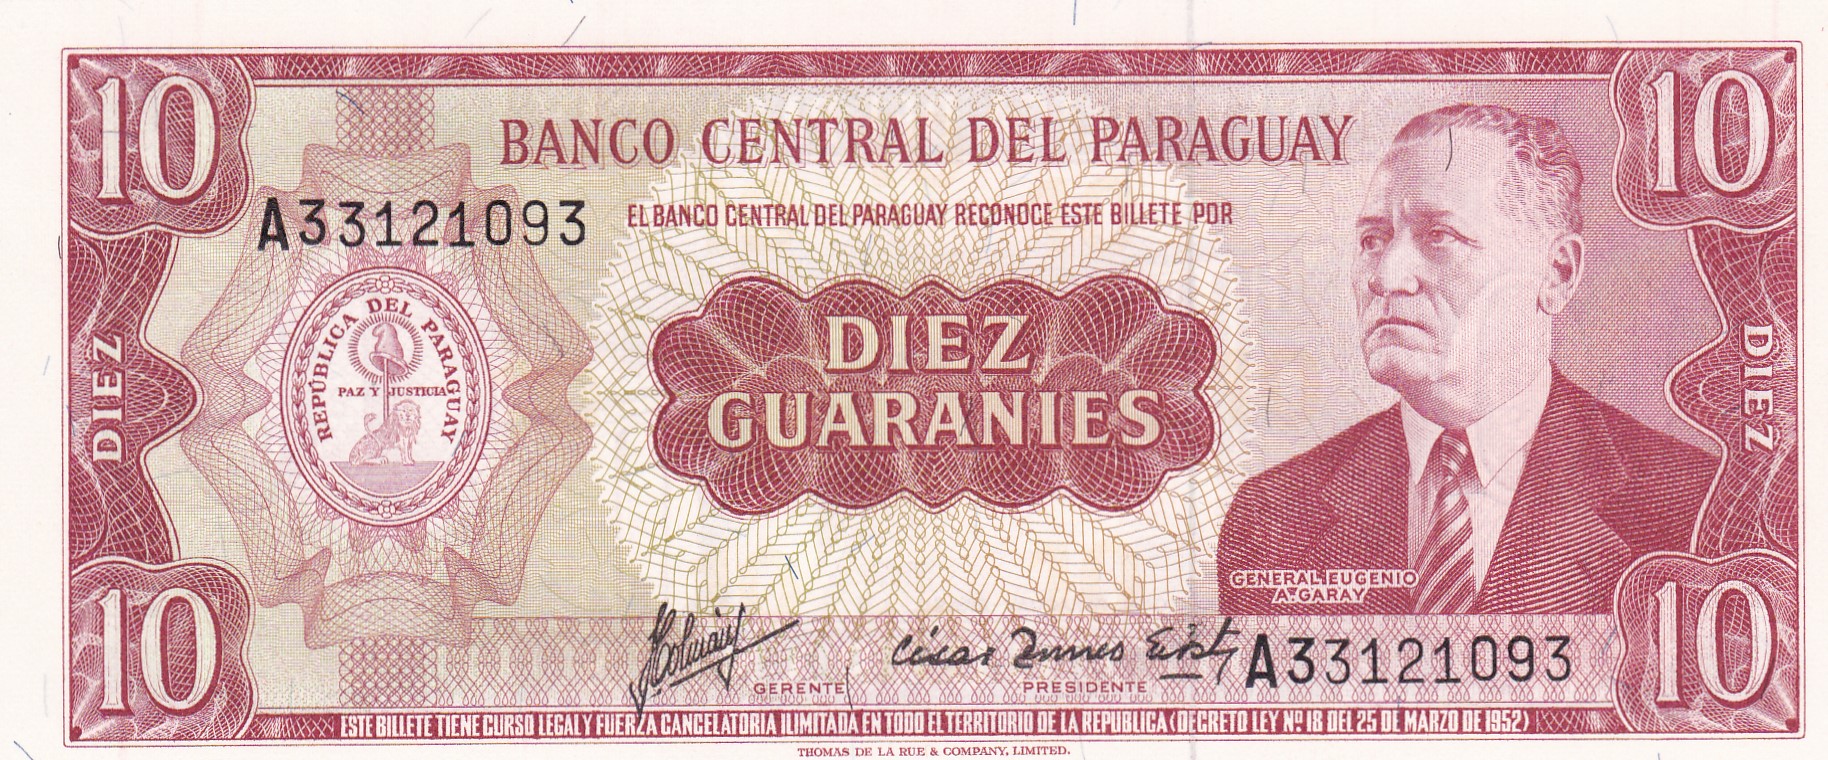 10
10
BANCO CENTRAL DEL PARAGUAY
A33121093
EL BANCO CENTRAL DEL PARAGUAY RECONOCE ESTE BILLETE POR
REPÚBLICA DEL PARAGUAY
PAZ Y JUSTICIA
DIEZ
DIEZ
GUARANIES
DIEZ
GENERAL EUGENIO
A. GARAY
A33121093
GERENTE
PRESIDENTE
10
10
ESTE BILLETE TIENE CURSO LEGAL Y FUERZA CANCELATORIA ILIMITADA EN TODO EL TERRITORIO DE LA REPUBLICA (DECRETO LEY Nº 18 DEL 25 DE MARZO DE 1952)
THOMAS DE LA RUE & COMPANY, LIMITED.